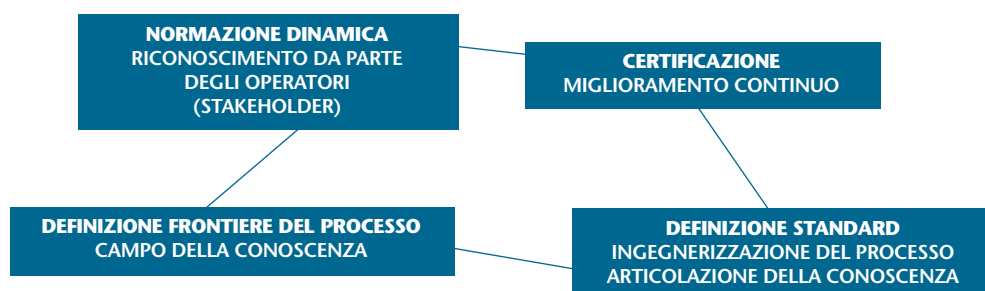 NORMAZIONE DINAMICA
RICONOSCIMENTO DA PARTE
DEGLI OPERATORI
(STAKEHOLDER)
CERTIFICAZIONE
MIGLIORAMENTO CONTINUO
DEFINIZIONE FRONTIERE DEL PROCESSO
CAMPO DELLA CONOSCENZA
DEFINIZIONE STANDARD
INGEGNERIZZAZIONE DEL PROCESSO
ARTICOLAZIONE DELLA CONOSCENZA